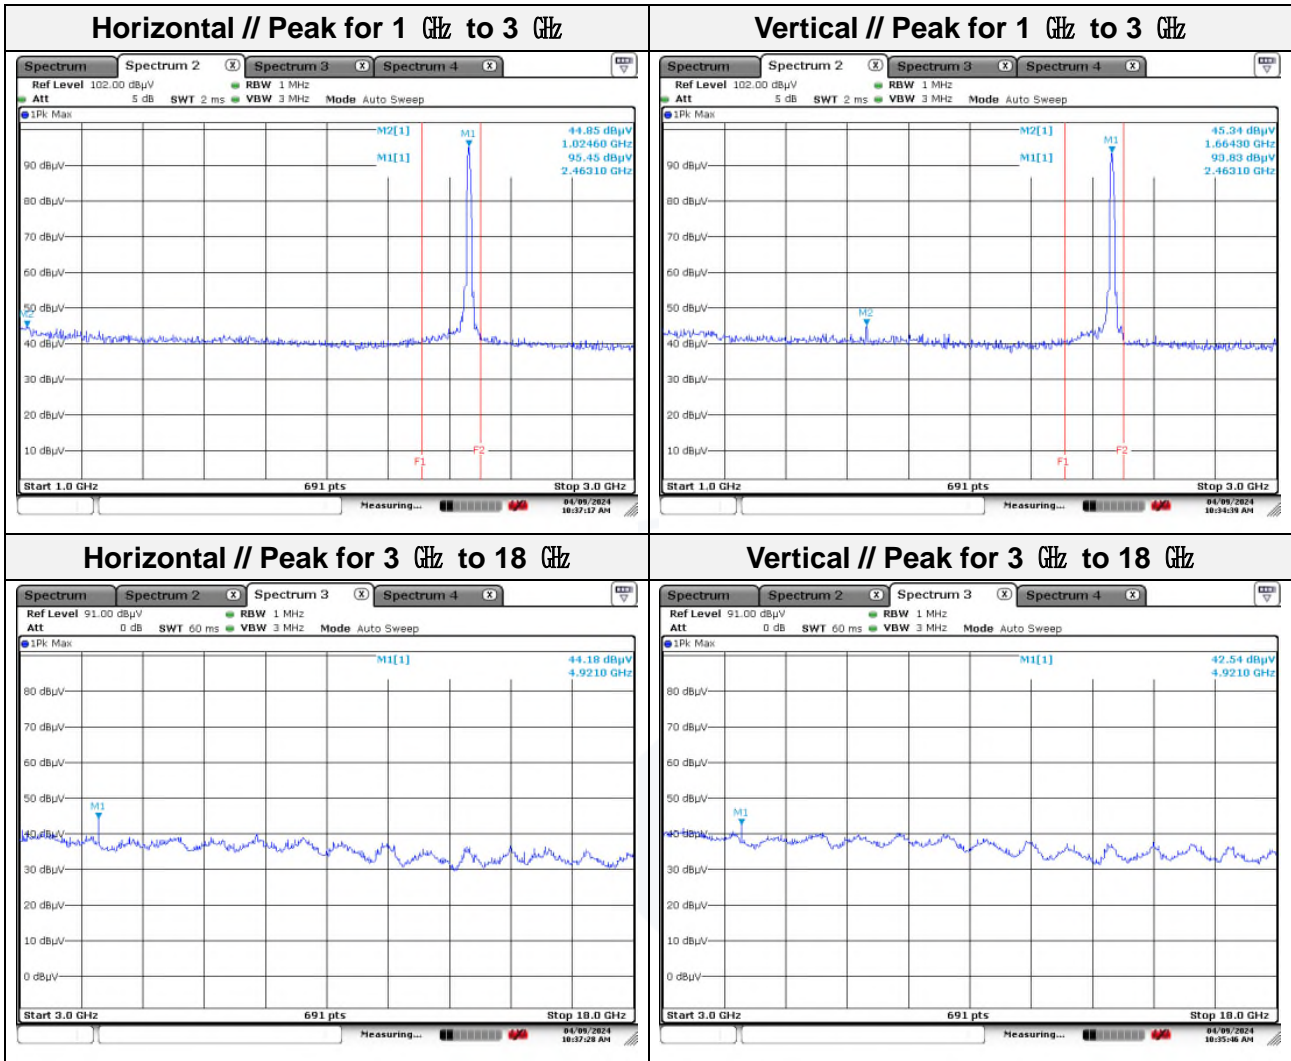 Horizontal // Peak for 1 ㎓ to 3 ㎓
Spectrum Spectrum 2 X Spectrum 3 X Spectrum 4 X
Ref Level 102.00 dBµV RBW 1 MHz
Att 5 dB SWT 2 ms VBW 3 MHz Mode Auto Sweep
1Pk Max
M2[1] 44.85 dBµV
1.02460 GHz
M1[1] 95.45 dBµV
2.46310 GHz
M1
90 dBµV
80 dBµV
70 dBµV
60 dBµV
50 dBµV
M2
40 dBµV
30 dBµV
20 dBµV
10 dBµV
F1
F2
Start 1.0 GHz 691 pts Stop 3.0 GHz
Measuring... 04/09/2024
10:37:17 AM
Vertical // Peak for 1 ㎓ to 3 ㎓
Spectrum Spectrum 2 X Spectrum 3 X Spectrum 4 X
Ref Level 102.00 dBµV RBW 1 MHz
Att 5 dB SWT 2 ms VBW 3 MHz Mode Auto Sweep
1Pk Max
M2[1] 45.34 dBµV
1.66430 GHz
M1[1] 93.83 dBµV
2.46310 GHz
M1
90 dBµV
80 dBµV
70 dBµV
60 dBµV
50 dBµV
M2
40 dBµV
30 dBµV
20 dBµV
10 dBµV
F1
F2
Start 1.0 GHz 691 pts Stop 3.0 GHz
Measuring... 04/09/2024
10:34:39 AM
Horizontal // Peak for 3 ㎓ to 18 ㎓
Spectrum Spectrum 2 X Spectrum 3 X Spectrum 4 X
Ref Level 91.00 dBµV RBW 1 MHz
Att 0 dB SWT 60 ms VBW 3 MHz Mode Auto Sweep
1Pk Max
M1[1] 44.18 dBµV
4.9210 GHz
80 dBµV
70 dBµV
60 dBµV
50 dBµV
M1
40 dBµV
30 dBµV
20 dBµV
10 dBµV
0 dBµV
Start 3.0 GHz 691 pts Stop 18.0 GHz
Measuring... 04/09/2024
10:37:28 AM
Vertical // Peak for 3 ㎓ to 18 ㎓
Spectrum Spectrum 2 X Spectrum 3 X Spectrum 4 X
Ref Level 91.00 dBµV RBW 1 MHz
Att 0 dB SWT 60 ms VBW 3 MHz Mode Auto Sweep
1Pk Max
M1[1] 42.54 dBµV
4.9210 GHz
80 dBµV
70 dBµV
60 dBµV
50 dBµV
M1
40 dBµV
30 dBµV
20 dBµV
10 dBµV
0 dBµV
Start 3.0 GHz 691 pts Stop 18.0 GHz
Measuring... 04/09/2024
10:35:46 AM